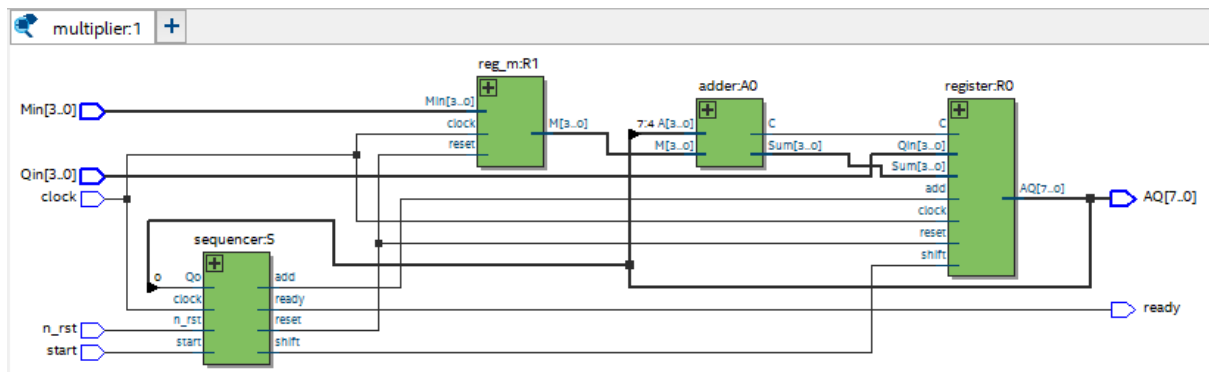 multiplier:1 +
reg_m:R1
Min[3..0]
clock
reset
M[3..0]
adder:A0
7:4 A[3..0]
M[3..0]
C
Sum[3..0]
register:R0
C
Qin[3..0]
Sum[3..0]
add
clock
reset
shift
AQ[7..0]
Min[3..0]
Qin[3..0]
clock
AQ[7..0]
sequencer:S
0 Qo
clock
n_rst
start
add
ready
reset
shift
n_rst
start
ready